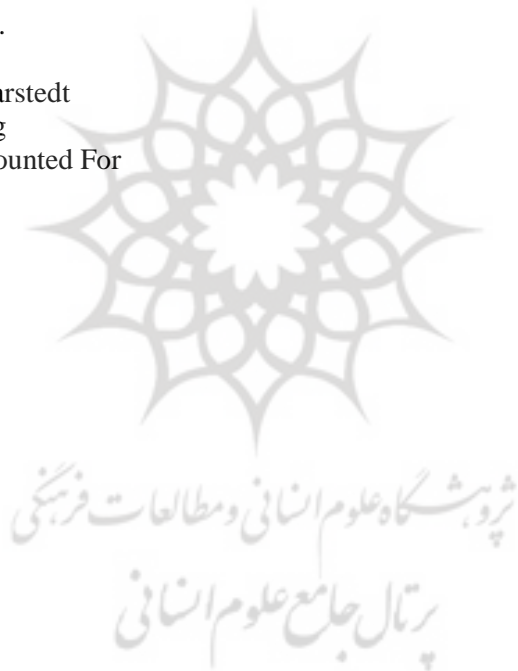 .
arstedt
g
ounted For
پژوهشگاه علوم انسانی و مطالعات فرهنگی
پرتال جامع علوم انسانی